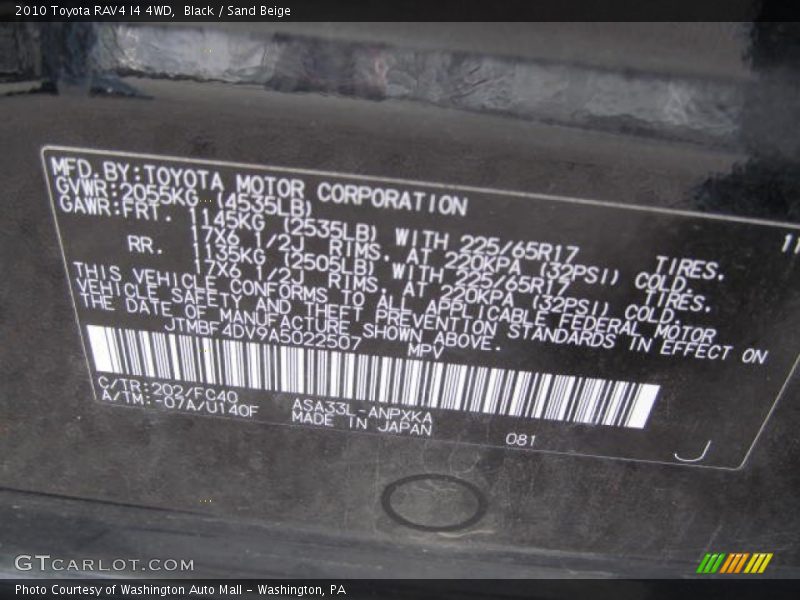 2010 Toyota RAV4 I4 4WD, Black / Sand Beige
MFD.BY:TOYOTA MOTOR CORPORATION
GVWR:2055KG (4535LB)
GAWR:FRT. 1145KG (2535LB) WITH 225/65R17 TIRES.
17X6 1/2J RIMS. AT 220KPA (32PSI) COLD.
RR. 1135KG (2505LB) WITH 225/65R17 TIRES.
17X6 1/2J RIMS. AT 220KPA (32PSI) COLD.
THIS VEHICLE CONFORMS TO ALL APPLICABLE FEDERAL MOTOR
VEHICLE SAFETY AND THEFT PREVENTION STANDARDS IN EFFECT ON
THE DATE OF MANUFACTURE SHOWN ABOVE.
JTMBF4DV9A5022507 MPV
C/TR:202/FC40 ASA33L-ANPXKA
A/TM:-07A/U140F MADE IN JAPAN
081 J
GTCARLOT.COM
Photo Courtesy of Washington Auto Mall - Washington, PA